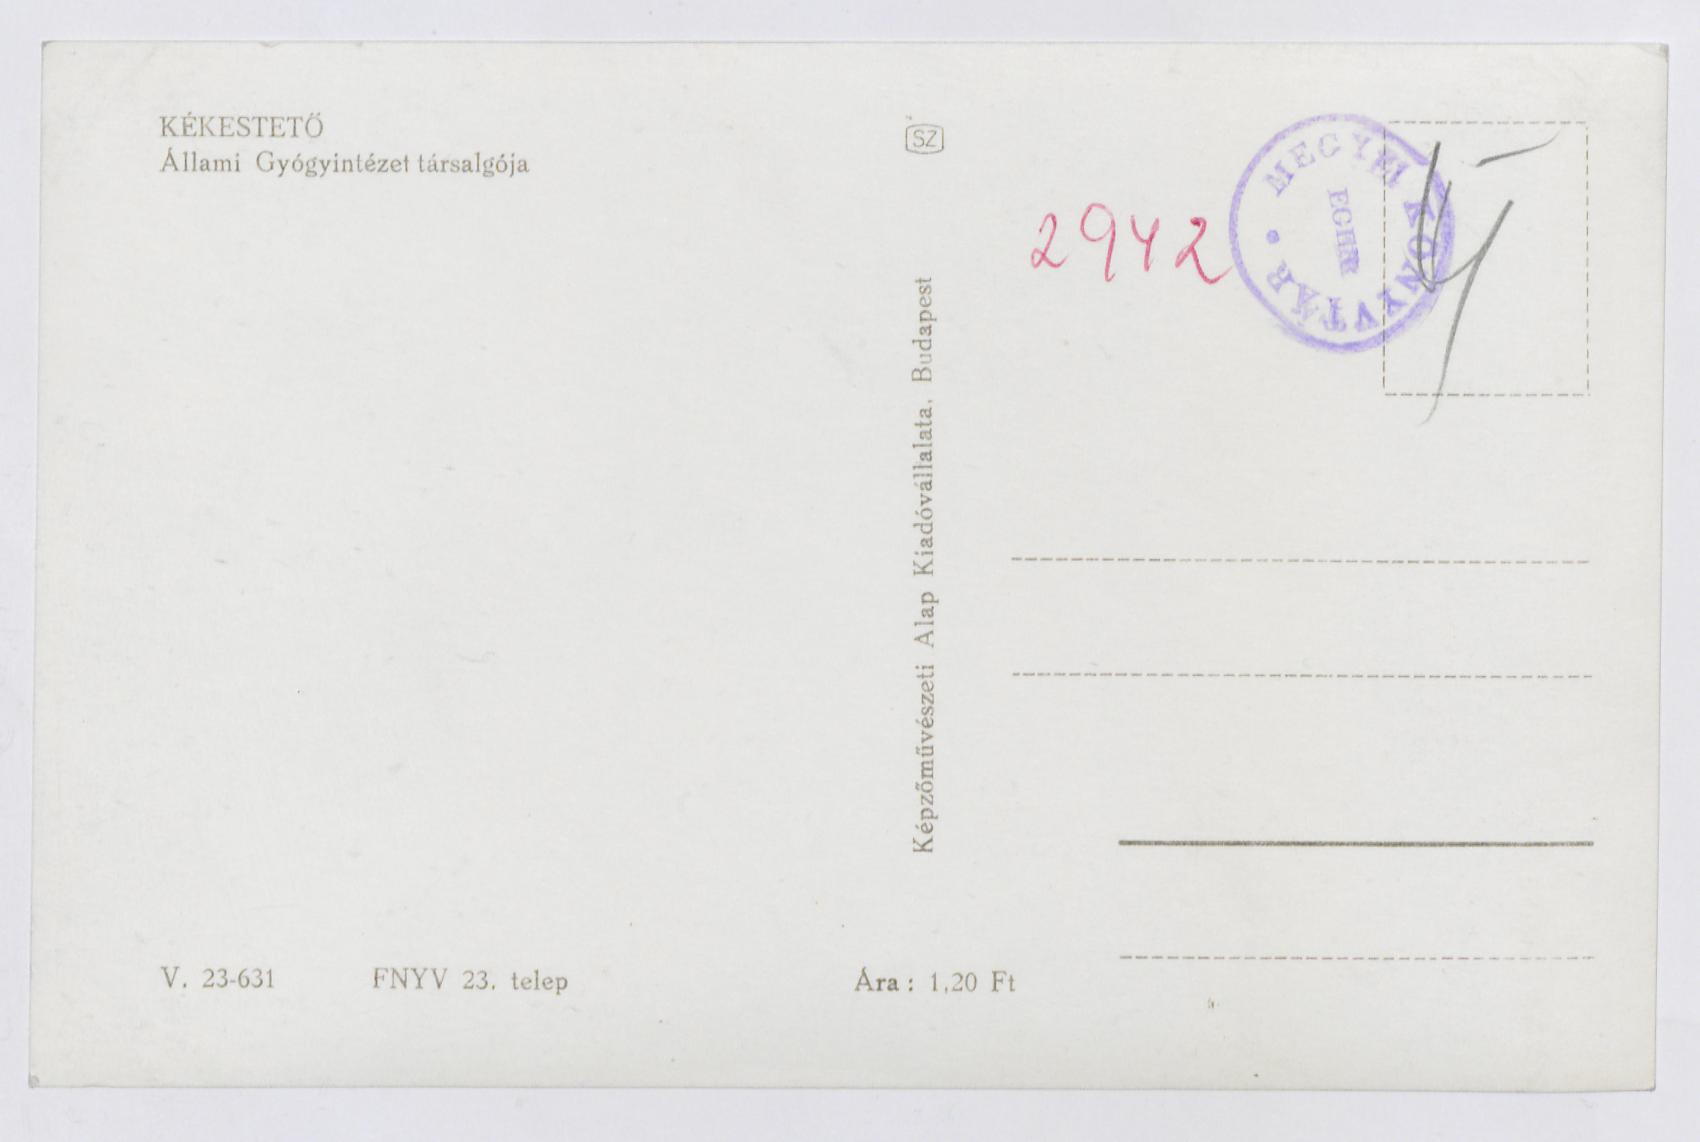 KÉKESTETŐ
Állami Gyógyintézet társalgója
SZ
2942
MEGYEI KÖNYVTÁR
EGER
Képzőművészeti Alap Kiadóvállalata, Budapest
V. 23-631 FNYV 23. telep Ára: 1,20 Ft